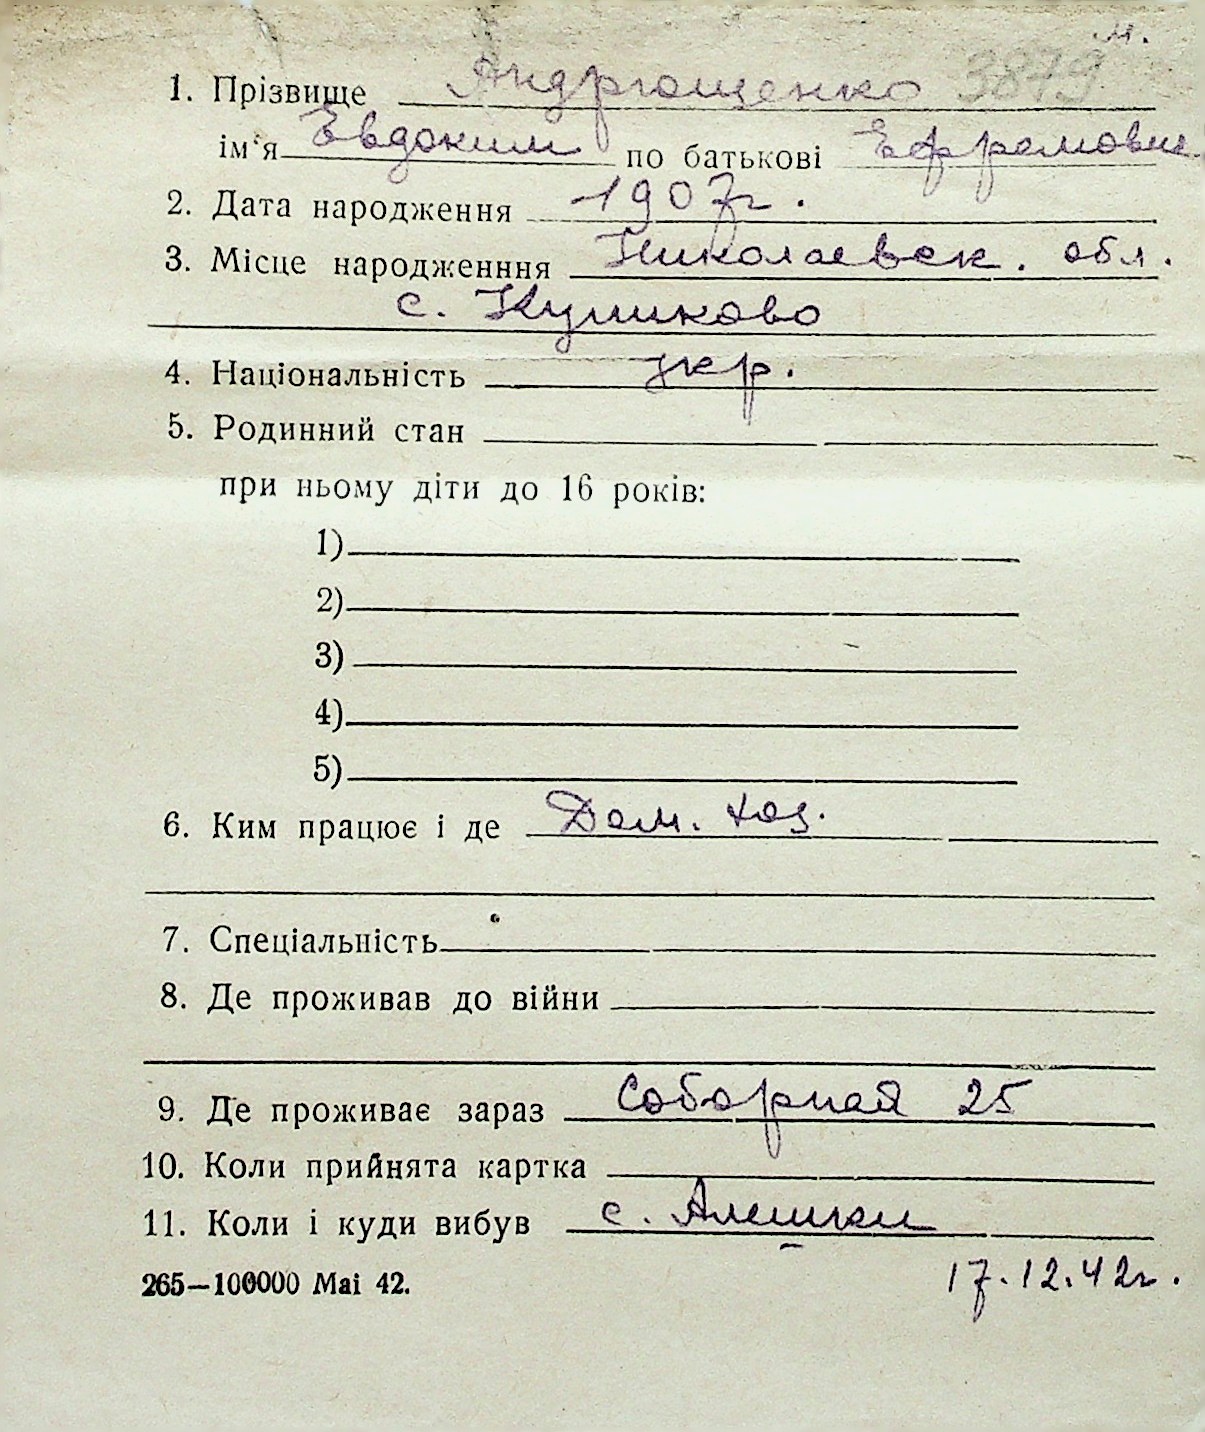 м.
1. Прізвище Андрющенко 3879
ім‘я Евдоким по батькові Ефремович
2. Дата народження 1907г.
3. Місце народженння Николаевск. обл.
с. Куликово
4. Національність укр.
5. Родинний стан
при ньому діти до 16 років:
1)
2)
3)
4)
5)
6. Ким працює і де Дом. хоз.
7. Спеціальність
8. Де проживав до війни
9. Де проживає зараз Соборная 25
10. Коли прийнята картка
11. Коли і куди вибув с. Алешки
265—100000 Mai 42. 17.12.42г.